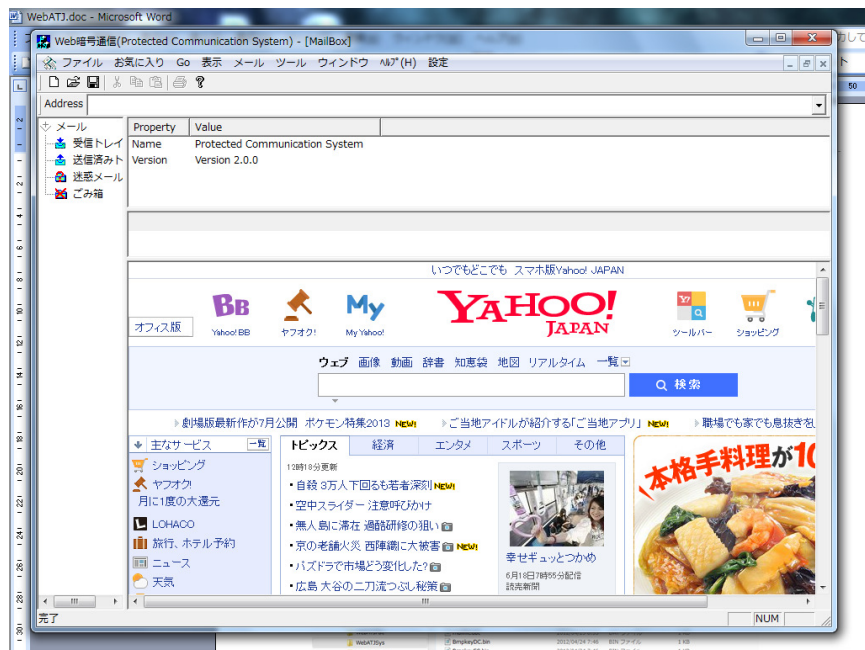 WebATJ.doc - Microsoft Word
Web暗号通信(Protected Communication System) - [MailBox]
ファイル お気に入り Go 表示 メール ツール ウィンドウ ヘルプ(H) 設定
Address
50
メール
受信トレイ
送信済みト
迷惑メール
ごみ箱
Property Value
Name Protected Communication System
Version Version 2.0.0
いつでもどこでも スマホ版Yahoo! JAPAN
オフィス版
BB
Yahoo! BB
ヤフオク!
My
My Yahoo!
YAHOO!
JAPAN
ツールバー
ショッピング
ウェブ 画像 動画 辞書 知恵袋 地図 リアルタイム 一覧
検索
劇場版最新作が7月公開 ポケモン特集2013 NEW!
ご当地アイドルが紹介する「ご当地アプリ」 NEW!
職場でも家でも息抜きを
主なサービス 一覧
ショッピング
ヤフオク!
月に1度の大還元
LOHACO
旅行、ホテル予約
ニュース
天気
トピックス 経済 エンタメ スポーツ その他
12時18分更新
・自殺 3万人下回るも若者深刻 NEW!
・空中スライダー 注意呼びかけ
・無人島に滞在 過酷研修の狙い
・京の老舗火災 西陣織に大被害 NEW!
・パズドラで市場どう変化した?
・広島 大谷の二刀流つぶし秘策
幸せギュッとつかめ
6月18日7時55分配信
読売新聞
本格手料理が10
完了
NUM
WebATJSys
BmpkeyDC.bin
2012/04/24 7:46
BIN ファイル
1 KB